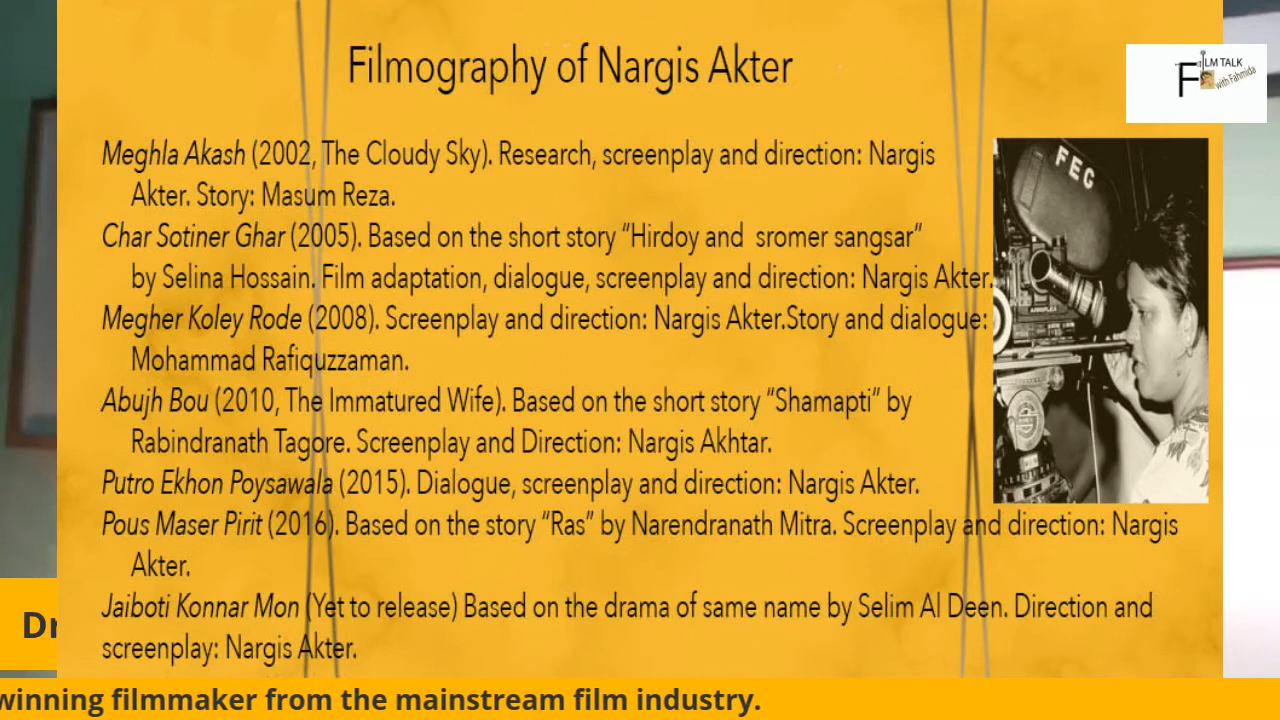 Filmography of Nargis Akter
FILM TALK
with Fahmida
Meghla Akash (2002, The Cloudy Sky). Research, screenplay and direction: Nargis
Akter. Story: Masum Reza.
Char Sotiner Ghar (2005). Based on the short story “Hirdoy and sromer sangsar”
by Selina Hossain. Film adaptation, dialogue, screenplay and direction: Nargis Akter.
Megher Koley Rode (2008). Screenplay and direction: Nargis Akter.Story and dialogue:
Mohammad Rafiquzzaman.
Abujh Bou (2010, The Immatured Wife). Based on the short story “Shamapti” by
Rabindranath Tagore. Screenplay and Direction: Nargis Akhtar.
Putro Ekhon Poysawala (2015). Dialogue, screenplay and direction: Nargis Akter.
Pous Maser Pirit (2016). Based on the story “Ras” by Narendranath Mitra. Screenplay and direction: Nargis
Akter.
Jaiboti Konnar Mon (Yet to release) Based on the drama of same name by Selim Al Deen. Direction and
screenplay: Nargis Akter.
FEC
ARRIFLEX
Dr
winning filmmaker from the mainstream film industry.